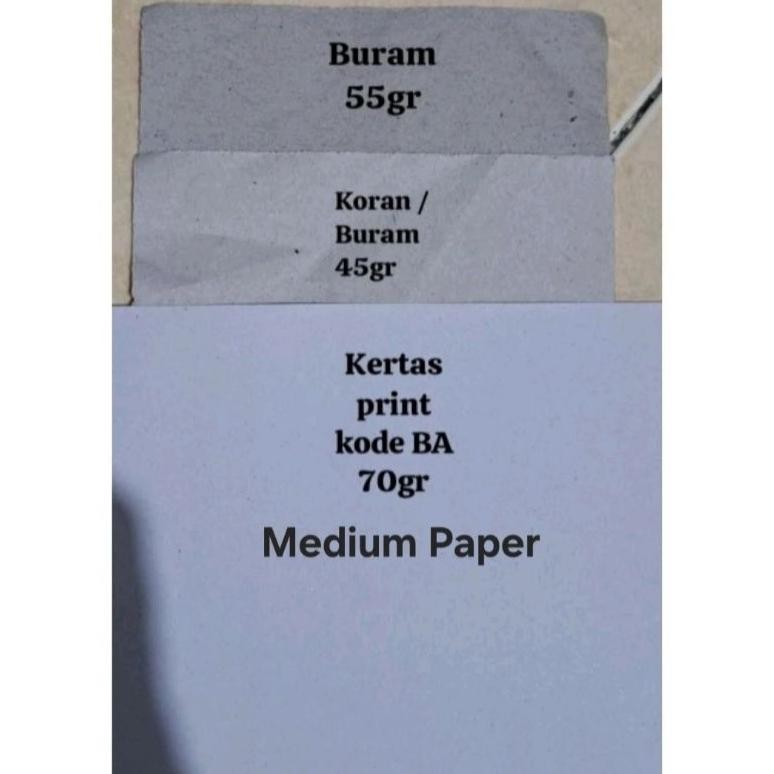 Buram
55gr
Koran /
Buram
45gr
Kertas
print
kode BA
70gr
Medium Paper